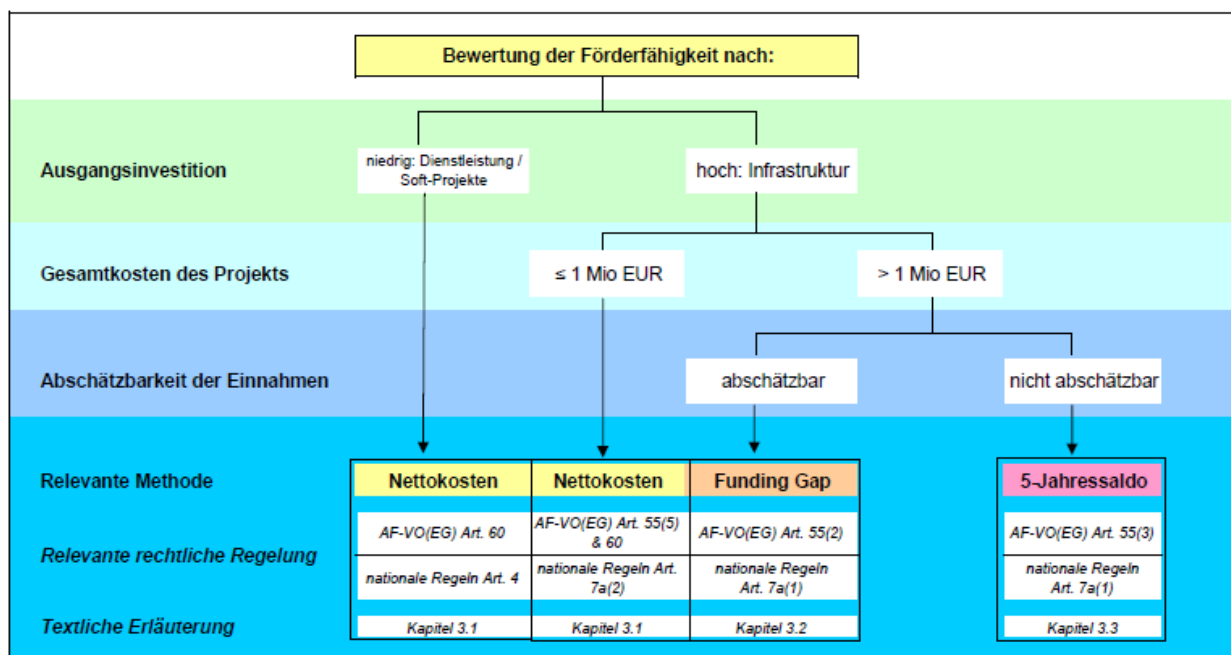 Bewertung der Förderfähigkeit nach:
Ausgangsinvestition
niedrig: Dienstleistung /
Soft-Projekte
hoch: Infrastruktur
Gesamtkosten des Projekts
≤ 1 Mio EUR
> 1 Mio EUR
Abschätzbarkeit der Einnahmen
abschätzbar
nicht abschätzbar
Relevante Methode
Nettokosten
Nettokosten
Funding Gap
5-Jahressaldo
Relevante rechtliche Regelung
AF-VO(EG) Art. 60
AF-VO(EG) Art. 55(5)
& 60
AF-VO(EG) Art. 55(2)
AF-VO(EG) Art. 55(3)
nationale Regeln Art. 4
nationale Regeln Art.
7a(2)
nationale Regeln
Art. 7a(1)
nationale Regeln
Art. 7a(1)
Textliche Erläuterung
Kapitel 3.1
Kapitel 3.1
Kapitel 3.2
Kapitel 3.3